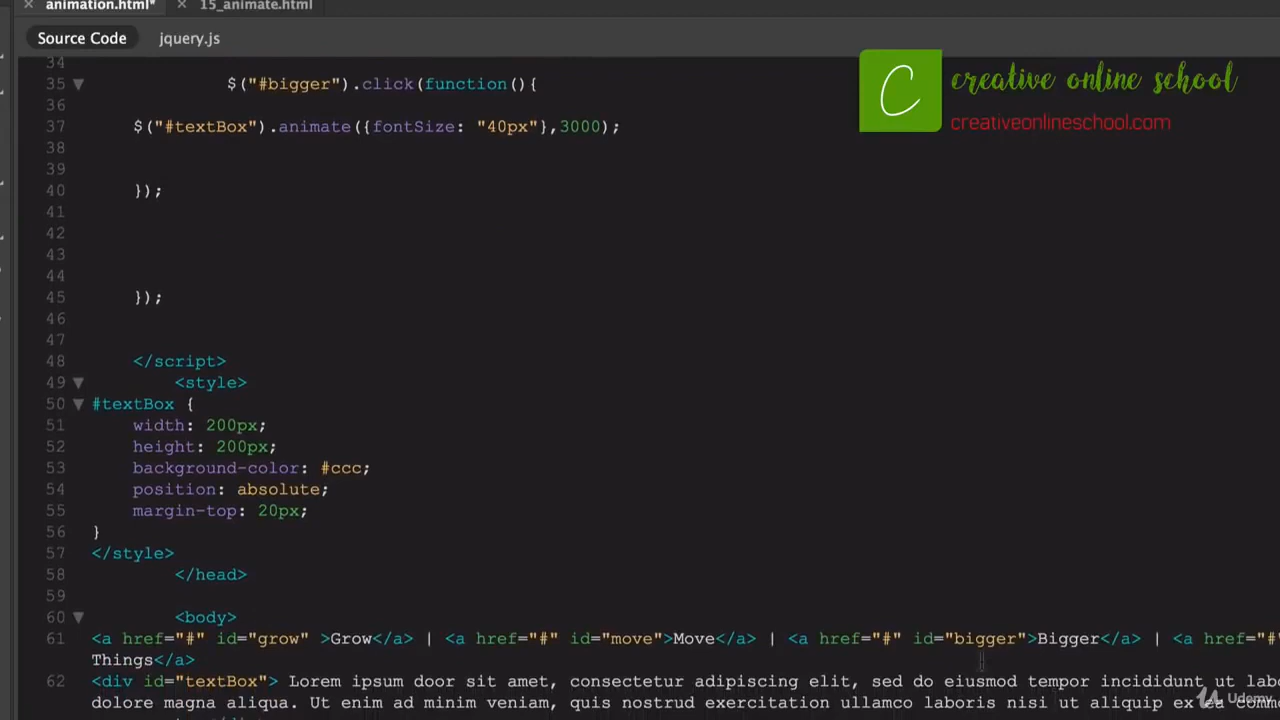 animation.html*
15_animate.html
Source Code
jquery.js
creative online school
creativeonlineschool.com
34
35 $("#bigger").click(function(){
36
37 $("#textBox").animate({fontSize: "40px"},3000);
38
39
40 });
41
42
43
44
45 });
46
47
48 </script>
49 <style>
50 #textBox {
51 width: 200px;
52 height: 200px;
53 background-color: #ccc;
54 position: absolute;
55 margin-top: 20px;
56 }
57 </style>
58 </head>
59
60 <body>
61 <a href="#" id="grow" >Grow</a> | <a href="#" id="move">Move</a> | <a href="#" id="bigger">Bigger</a> | <a href="#"
Things</a>
62 <div id="textBox"> Lorem ipsum door sit amet, consectetur adipiscing elit, sed do eiusmod tempor incididunt ut labo
dolore magna aliqua. Ut enim ad minim veniam, quis nostrud exercitation ullamco laboris nisi ut aliquip ex
Udemy